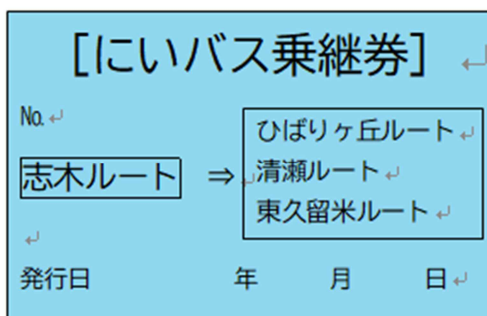 [にいバス乗継券]
No.
志木ルート ⇒
ひばりヶ丘ルート
清瀬ルート
東久留米ルート
発行日 年 月 日